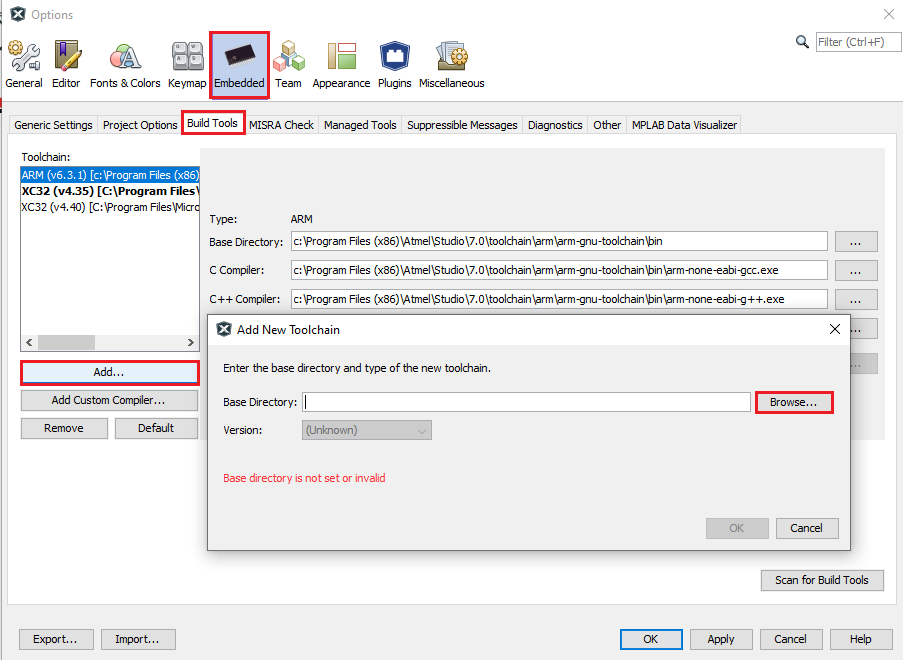 Options
Filter (Ctrl+F)
General Editor Fonts & Colors Keymap Embedded Team Appearance Plugins Miscellaneous
Generic Settings Project Options Build Tools MISRA Check Managed Tools Suppressible Messages Diagnostics Other MPLAB Data Visualizer
Toolchain:
ARM (v6.3.1) [c:\Program Files (x86)
XC32 (v4.35) [C:\Program Files\
XC32 (v4.40) [C:\Program Files\Micro
Type: ARM
Base Directory: c:\Program Files (x86)\Atmel\Studio\7.0\toolchain\arm\arm-gnu-toolchain\bin ...
C Compiler: c:\Program Files (x86)\Atmel\Studio\7.0\toolchain\arm\arm-gnu-toolchain\bin\arm-none-eabi-gcc.exe ...
C++ Compiler: c:\Program Files (x86)\Atmel\Studio\7.0\toolchain\arm\arm-gnu-toolchain\bin\arm-none-eabi-g++.exe ...
...
...
Add...
Add Custom Compiler...
Remove Default
Add New Toolchain
Enter the base directory and type of the new toolchain.
Base Directory: Browse...
Version: (Unknown)
Base directory is not set or invalid
OK Cancel
Scan for Build Tools
Export... Import... OK Apply Cancel Help